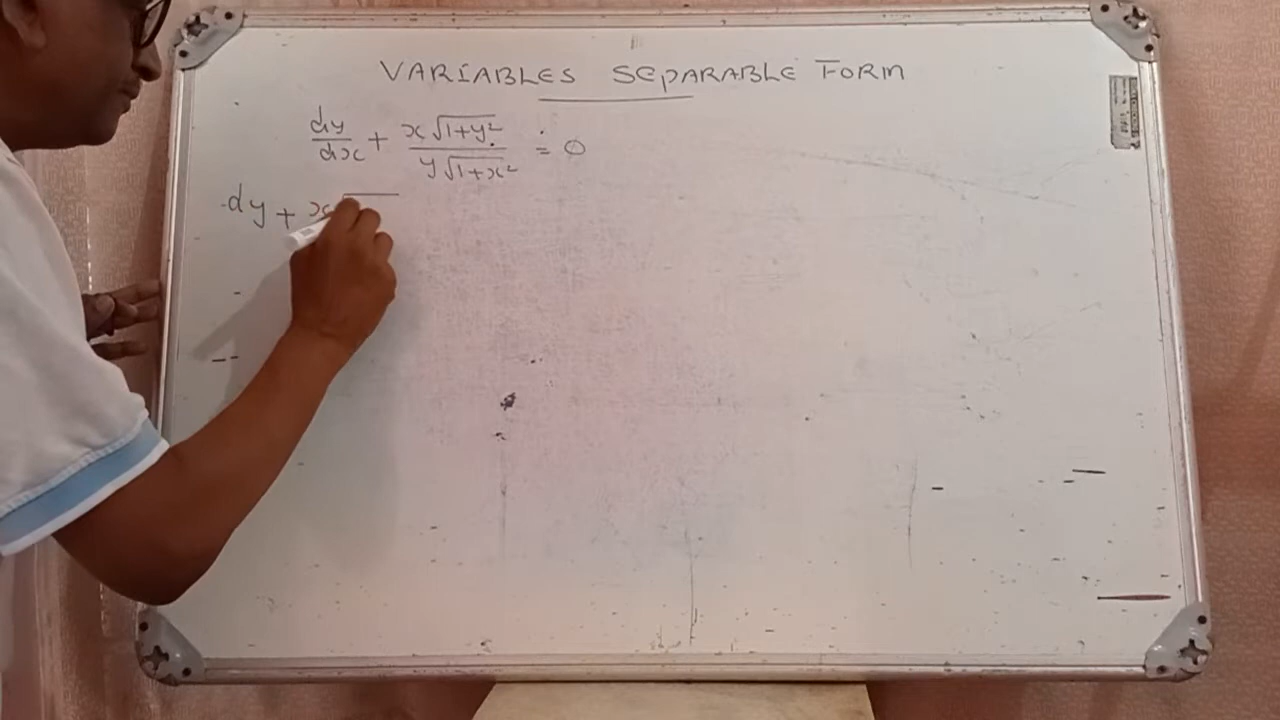 VARIABLES SEPARABLE FORM
dy/dx + x√(1+y²) / y√(1+x²) = 0
dy + x√